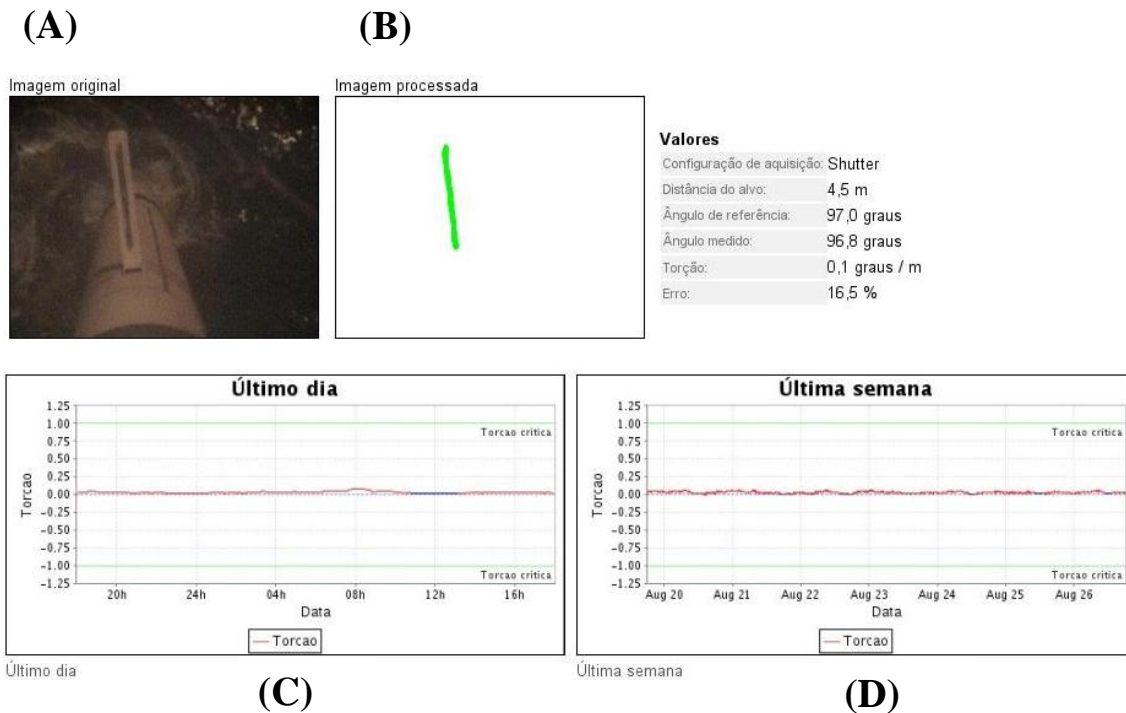 (A)
(B)
Imagem original
Imagem processada
Valores
Configuração de aquisição: Shutter
Distância do alvo: 4,5 m
Ângulo de referência: 97,0 graus
Ângulo medido: 96,8 graus
Torção: 0,1 graus / m
Erro: 16,5 %
Último dia
1.25
1.00
0.75
0.50
0.25
0.00
-0.25
-0.50
-0.75
-1.00
-1.25
Torcao
Torcao critica
Torcao critica
20h 24h 04h 08h 12h 16h
Data
Torcao
Último dia
(C)
Última semana
1.25
1.00
0.75
0.50
0.25
0.00
-0.25
-0.50
-0.75
-1.00
-1.25
Torcao
Torcao critica
Torcao critica
Aug 20 Aug 21 Aug 22 Aug 23 Aug 24 Aug 25 Aug 26
Data
Torcao
Última semana
(D)